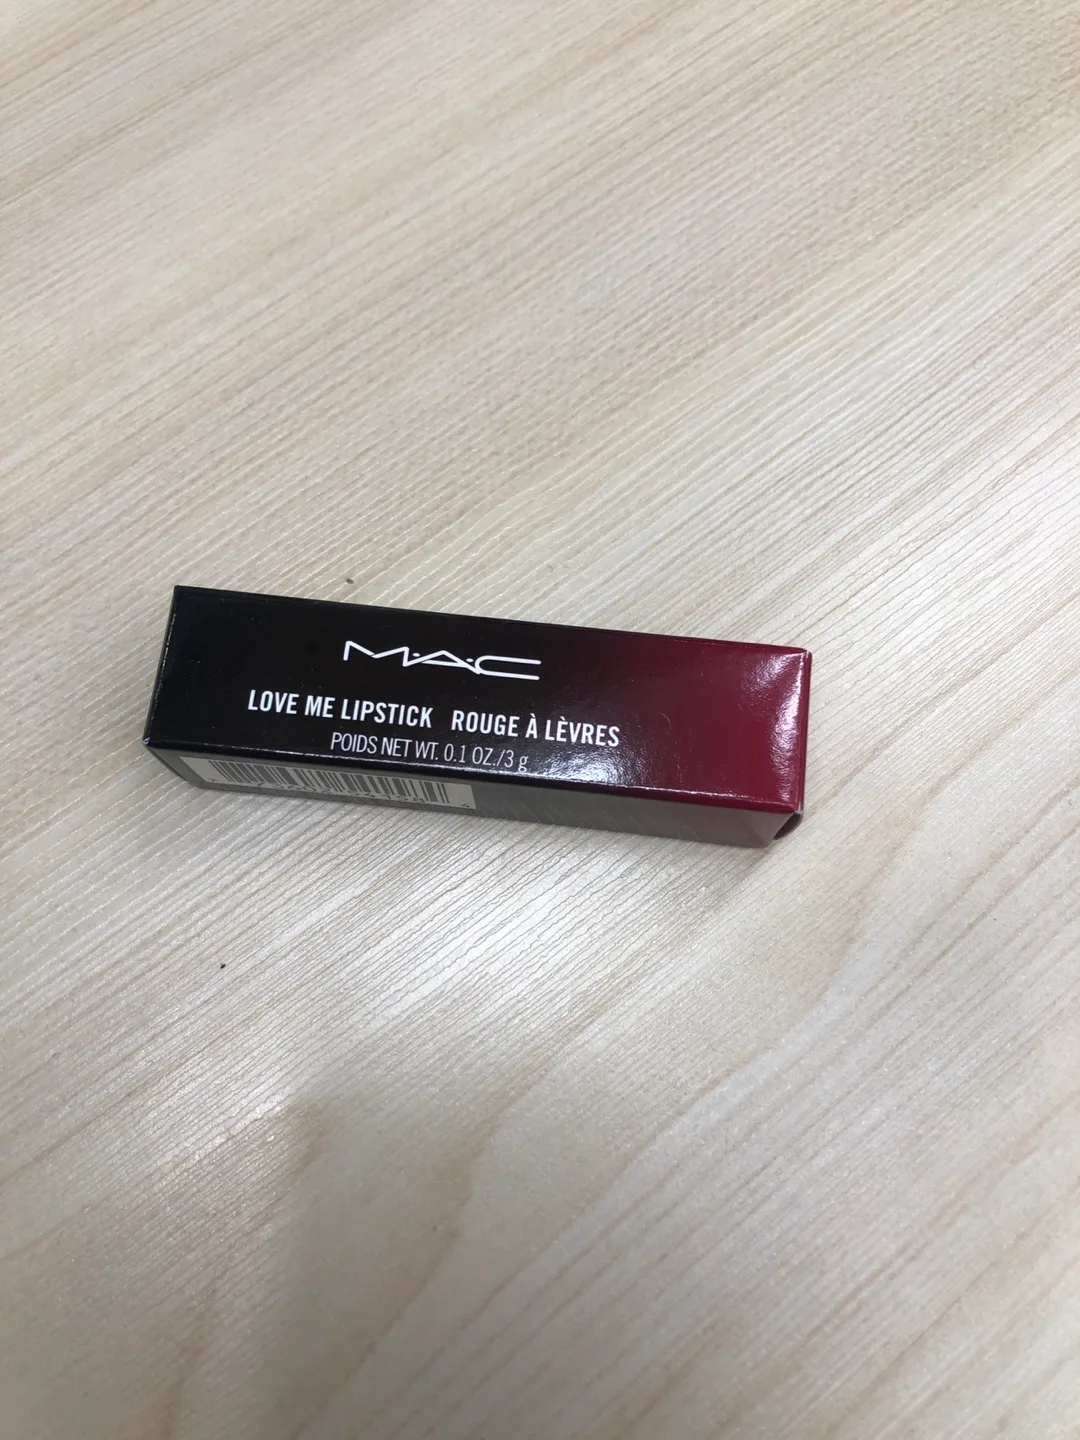 M·A·C
LOVE ME LIPSTICK ROUGE À LÈVRES
POIDS NET WT. 0.1 OZ./3 g